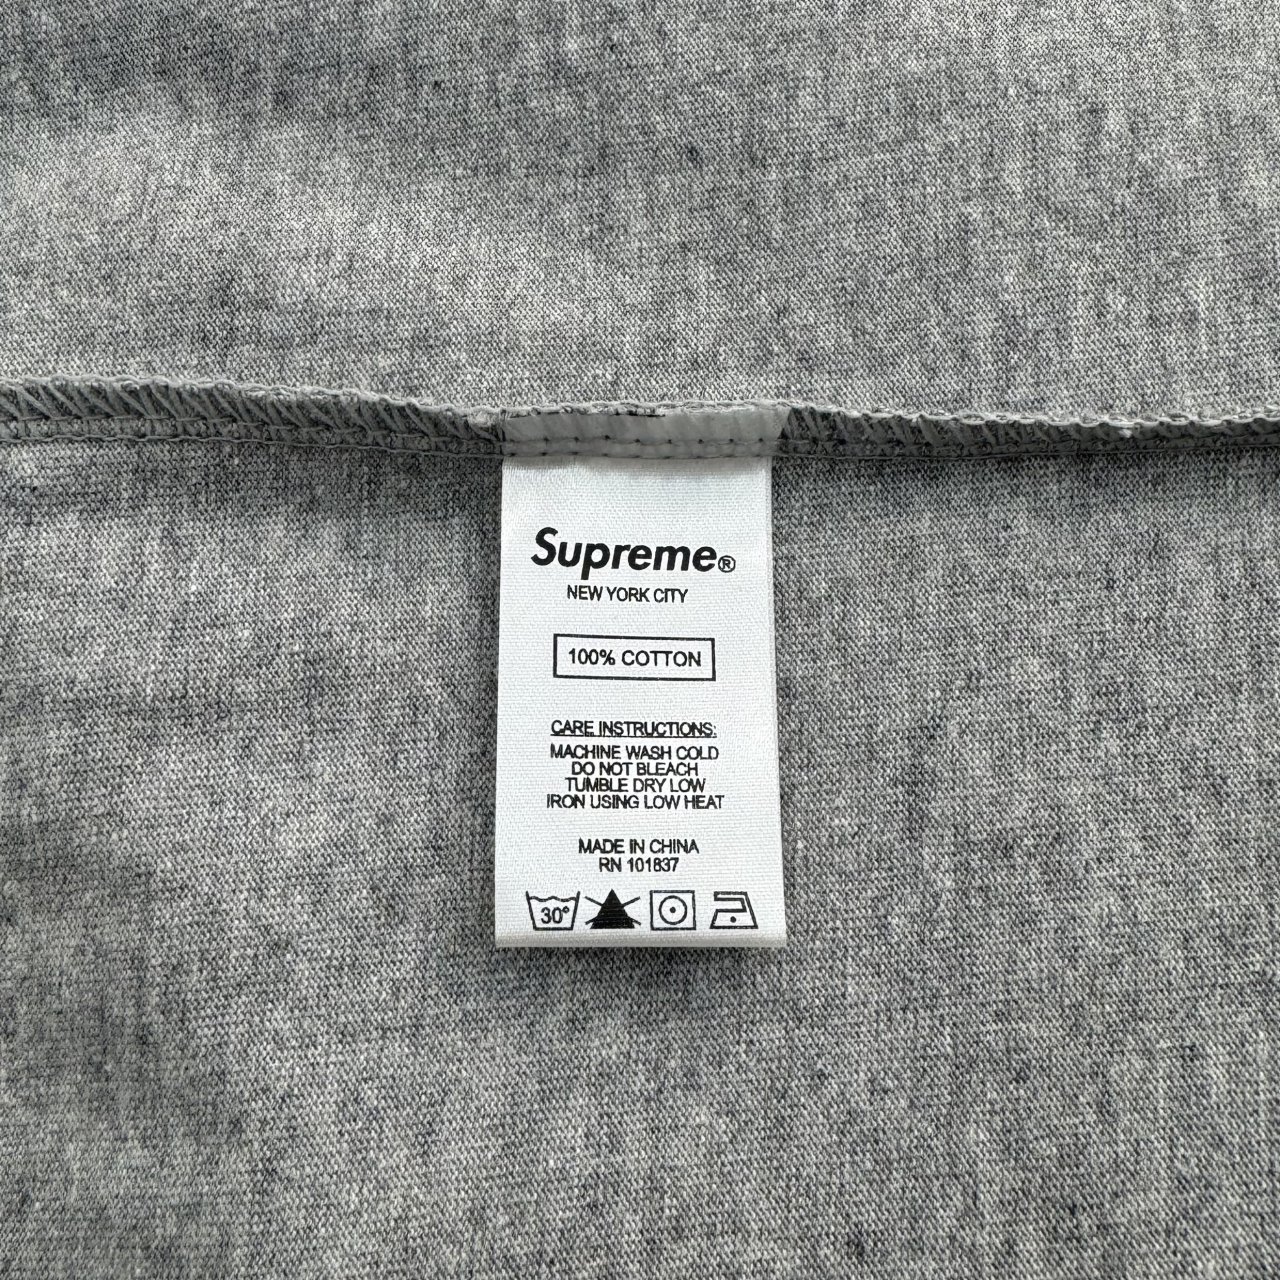 Supreme®
NEW YORK CITY
100% COTTON
CARE INSTRUCTIONS:
MACHINE WASH COLD
DO NOT BLEACH
TUMBLE DRY LOW
IRON USING LOW HEAT
MADE IN CHINA
RN 101837
30°